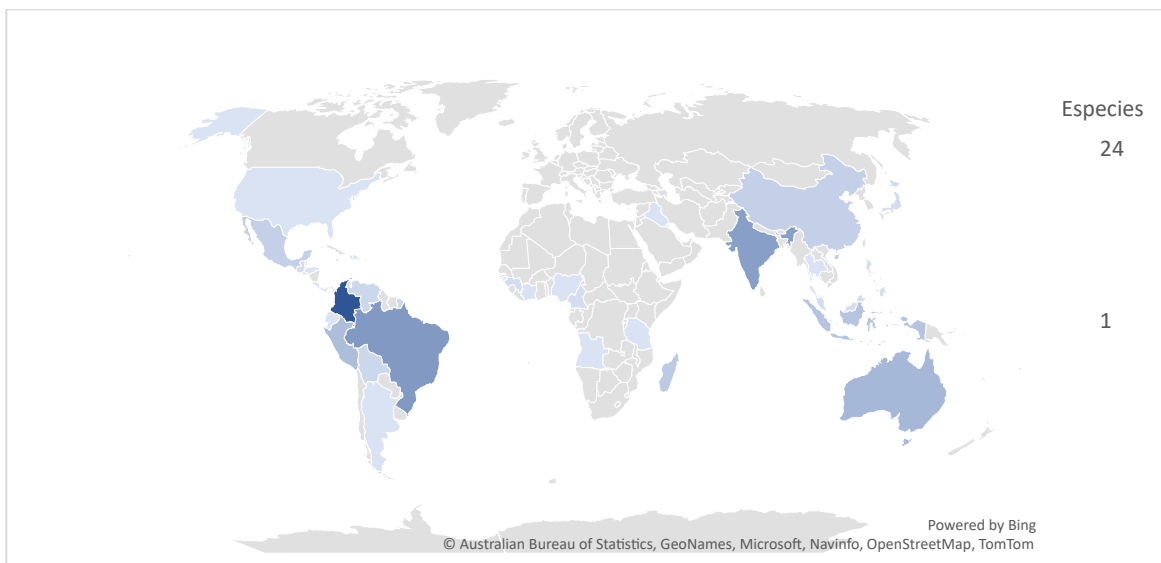 Especies
24
1
Powered by Bing
© Australian Bureau of Statistics, GeoNames, Microsoft, Navinfo, OpenStreetMap, TomTom